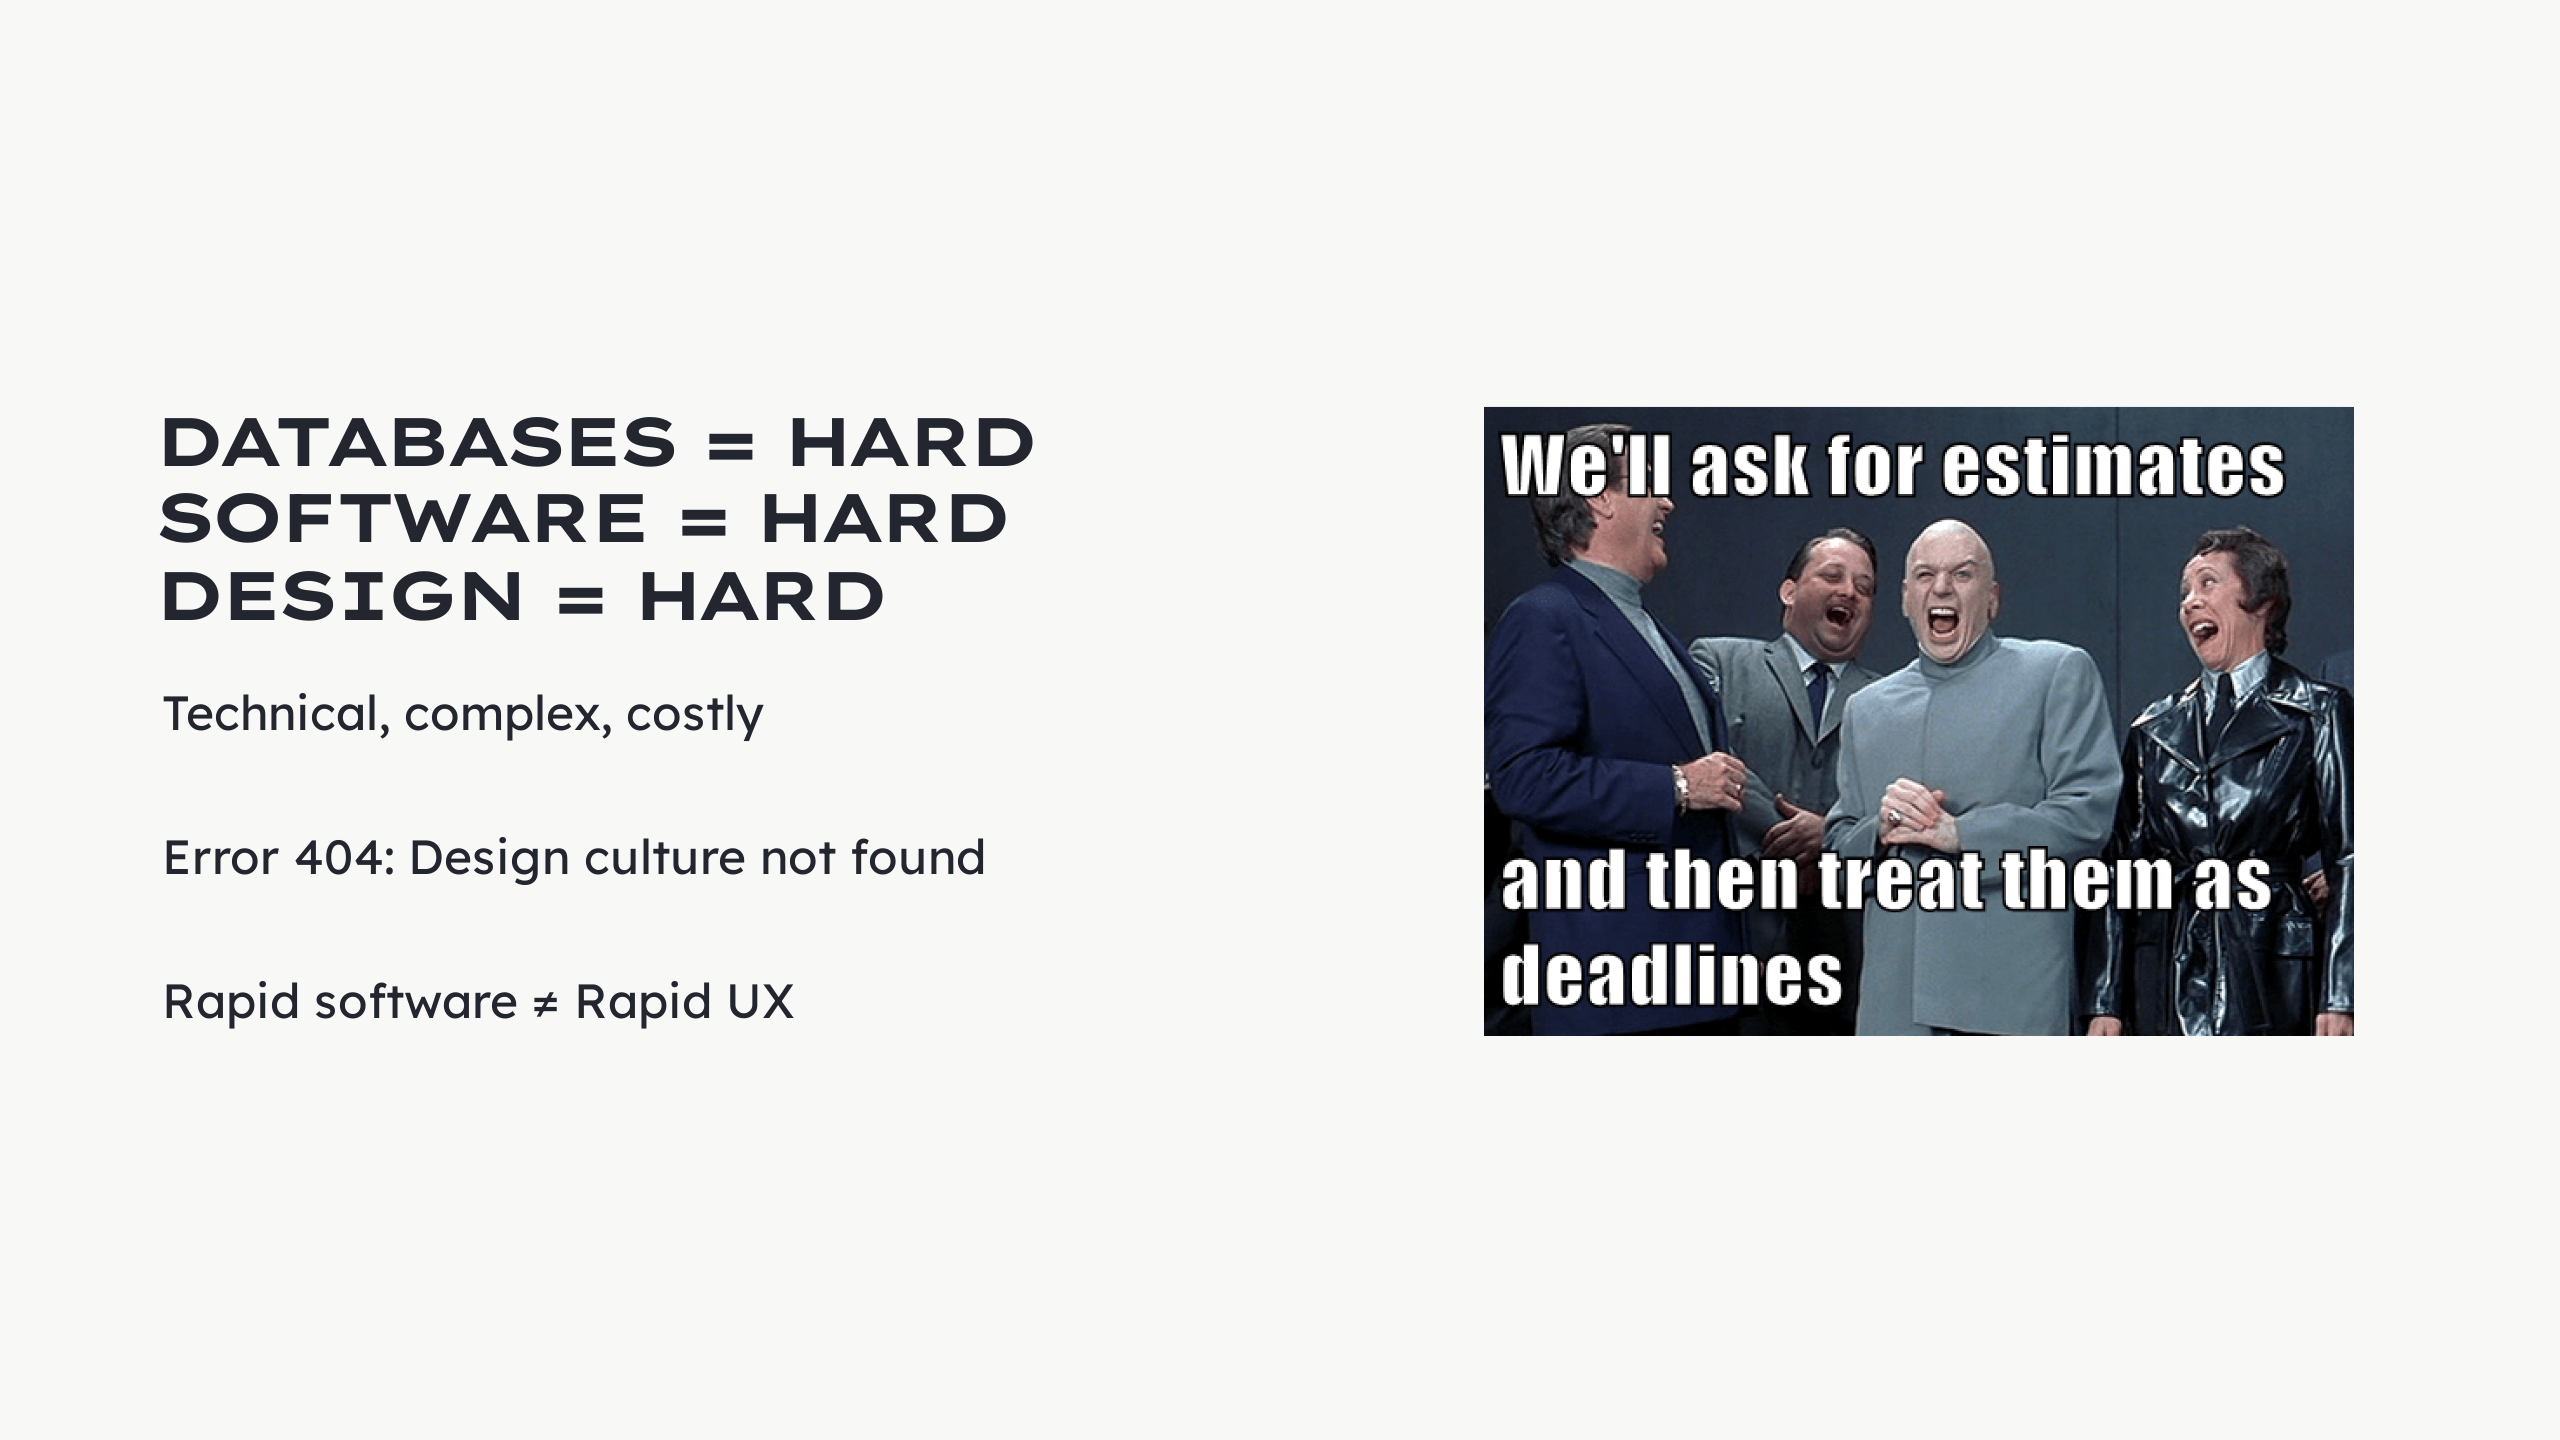 DATABASES = HARD
SOFTWARE = HARD
DESIGN = HARD
Technical, complex, costly
Error 404: Design culture not found
Rapid software ≠ Rapid UX
We'll ask for estimates
and then treat them as
deadlines